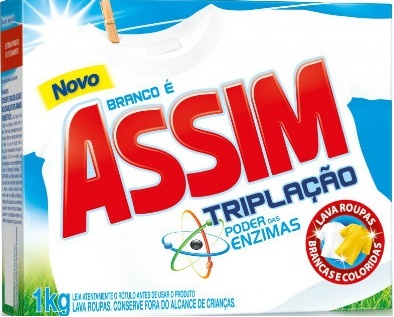 Novo
BRANCO É
ASSIM
TRIPLAÇÃO
PODER DAS
ENZIMAS
LAVA ROUPAS
BRANCAS E COLORIDAS
1kg
LEIA ATENTAMENTE O RÓTULO ANTES DE USAR O PRODUTO
LAVA ROUPAS. CONSERVE FORA DO ALCANCE DE CRIANÇAS.